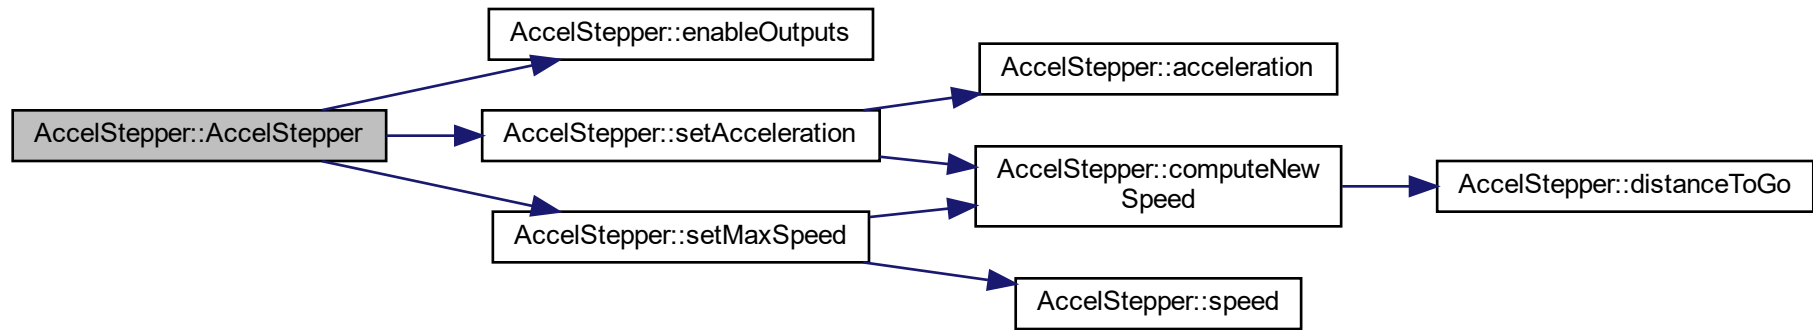 AccelStepper::AccelStepper
AccelStepper::enableOutputs
AccelStepper::setAcceleration
AccelStepper::setMaxSpeed
AccelStepper::acceleration
AccelStepper::computeNew
Speed
AccelStepper::speed
AccelStepper::distanceToGo